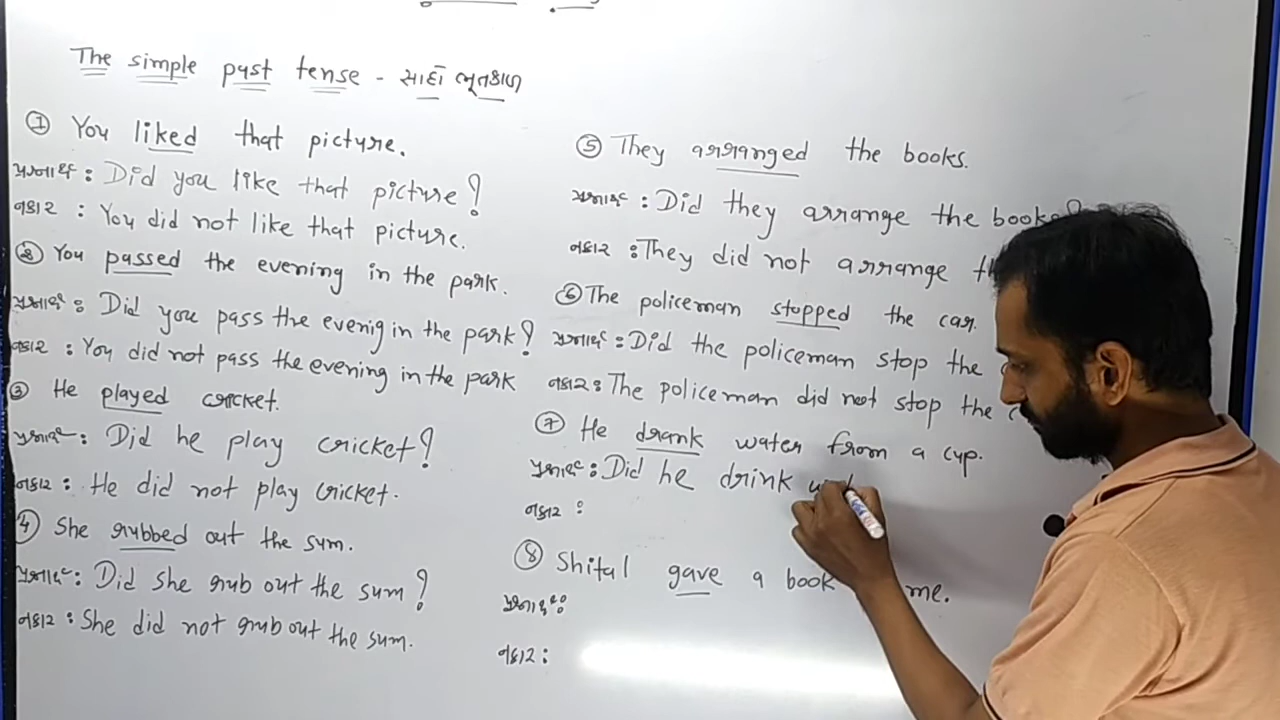 The simple past tense - સાદો ભૂતકાળ
① You liked that picture.
પ્રશ્નાર્થ : Did you like that picture?
નકાર : You did not like that picture.
② You passed the evening in the park.
પ્રશ્નાર્થ : Did you pass the evenig in the park?
નકાર : You did not pass the evening in the park
③ He played cricket.
પ્રશ્નાર્થ : Did he play cricket?
નકાર : He did not play cricket.
④ She rubbed out the sum.
પ્રશ્નાર્થ : Did she rub out the sum?
નકાર : She did not rub out the sum.
⑤ They arranged the books.
પ્રશ્નાર્થ : Did they arrange the books?
નકાર : They did not arrange
⑥ The policeman stopped the car.
પ્રશ્નાર્થ : Did the policeman stop the
નકાર : The policeman did not stop the
⑦ He drank water from a cup.
પ્રશ્નાર્થ : Did he drink
નકાર :
⑧ Shital gave a book me.
પ્રશ્નાર્થ :
નકાર :